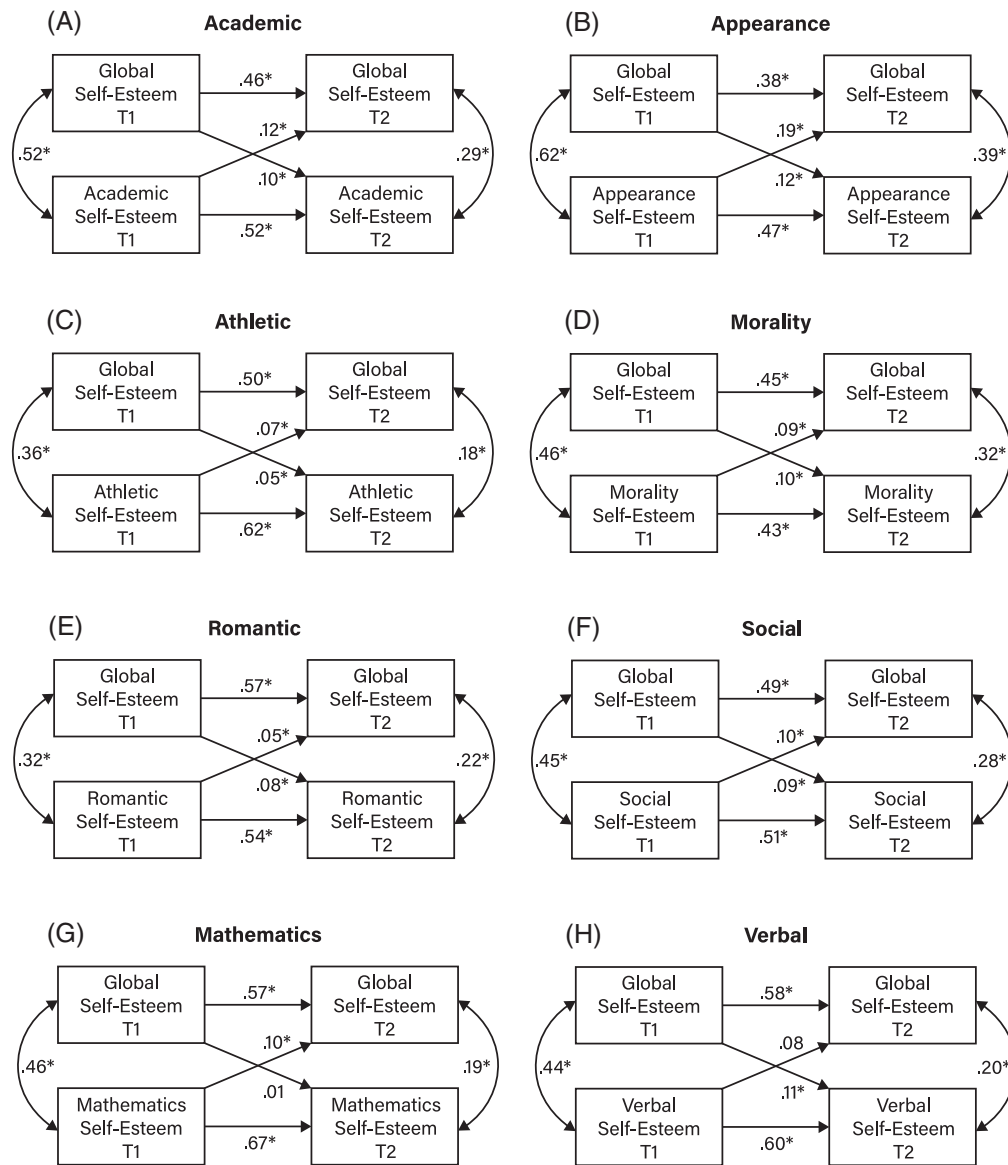 (A)
Academic
Global
Self-Esteem
T1
.46*
Global
Self-Esteem
T2
.12*
.52*
.29*
.10*
Academic
Self-Esteem
T1
.52*
Academic
Self-Esteem
T2
(B)
Appearance
Global
Self-Esteem
T1
.38*
Global
Self-Esteem
T2
.19*
.62*
.39*
.12*
Appearance
Self-Esteem
T1
.47*
Appearance
Self-Esteem
T2
(C)
Athletic
Global
Self-Esteem
T1
.50*
Global
Self-Esteem
T2
.07*
.36*
.18*
.05*
Athletic
Self-Esteem
T1
.62*
Athletic
Self-Esteem
T2
(D)
Morality
Global
Self-Esteem
T1
.45*
Global
Self-Esteem
T2
.09*
.46*
.32*
.10*
Morality
Self-Esteem
T1
.43*
Morality
Self-Esteem
T2
(E)
Romantic
Global
Self-Esteem
T1
.57*
Global
Self-Esteem
T2
.05*
.32*
.22*
.08*
Romantic
Self-Esteem
T1
.54*
Romantic
Self-Esteem
T2
(F)
Social
Global
Self-Esteem
T1
.49*
Global
Self-Esteem
T2
.10*
.45*
.28*
.09*
Social
Self-Esteem
T1
.51*
Social
Self-Esteem
T2
(G)
Mathematics
Global
Self-Esteem
T1
.57*
Global
Self-Esteem
T2
.10*
.46*
.19*
.01
Mathematics
Self-Esteem
T1
.67*
Mathematics
Self-Esteem
T2
(H)
Verbal
Global
Self-Esteem
T1
.58*
Global
Self-Esteem
T2
.08
.44*
.20*
.11*
Verbal
Self-Esteem
T1
.60*
Verbal
Self-Esteem
T2